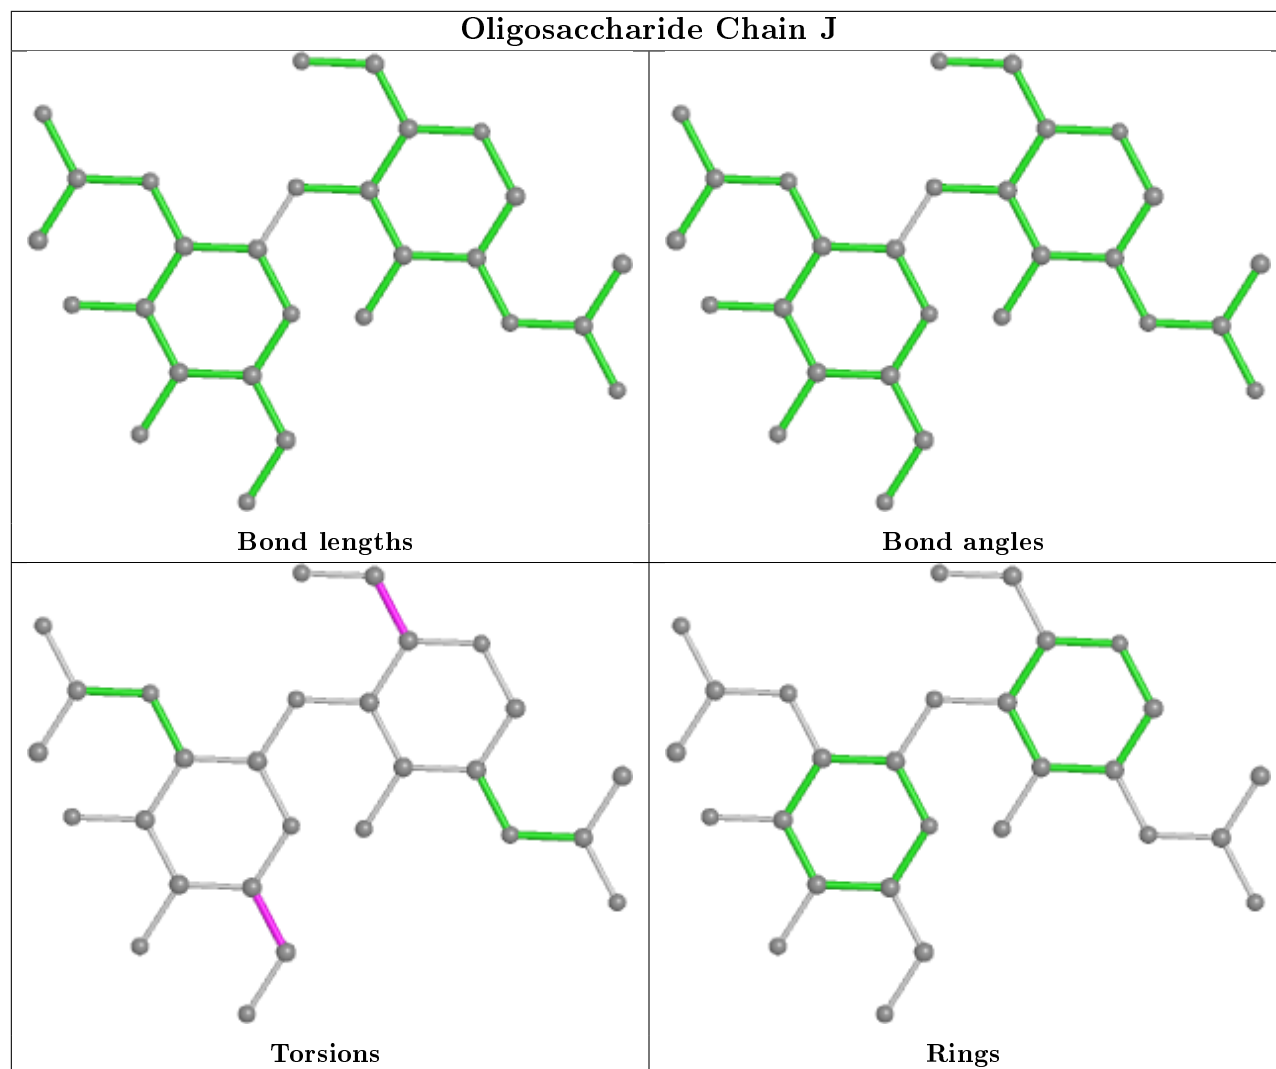 Oligosaccharide Chain J
Bond lengths
Bond angles
Torsions
Rings